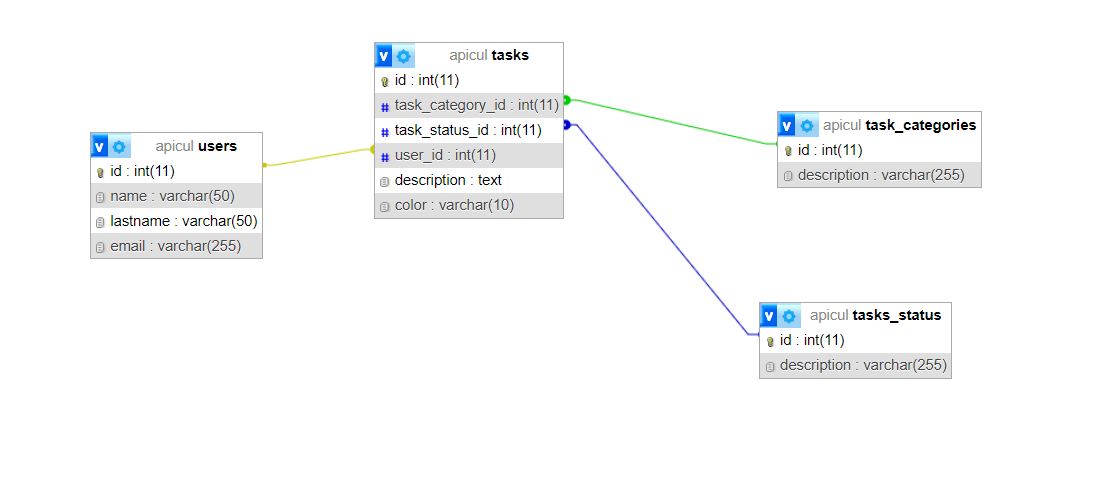 v apicul tasks
id : int(11)
task_category_id : int(11)
task_status_id : int(11)
user_id : int(11)
description : text
color : varchar(10)
v apicul users
id : int(11)
name : varchar(50)
lastname : varchar(50)
email : varchar(255)
v apicul task_categories
id : int(11)
description : varchar(255)
v apicul tasks_status
id : int(11)
description : varchar(255)